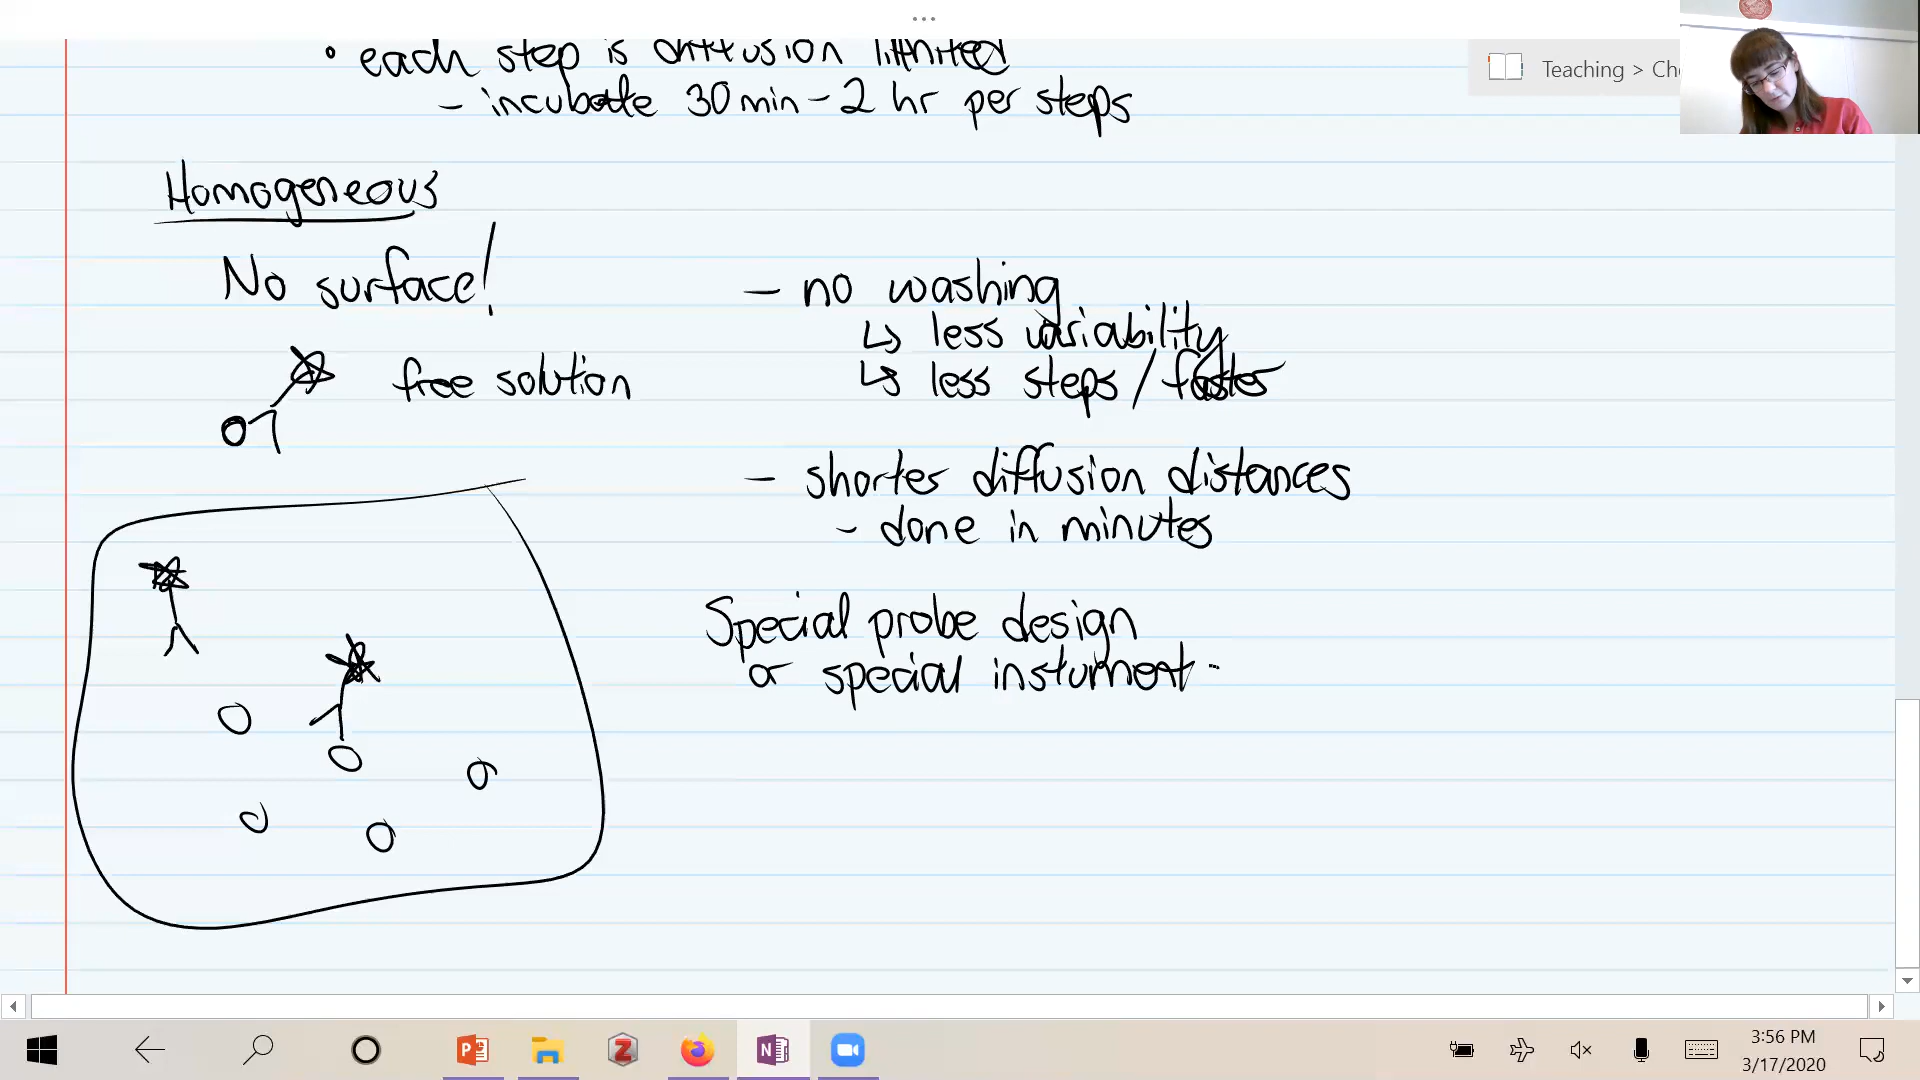 • each step is diffusion limited
- incubate 30 min - 2 hr per steps
Teaching > Che
Homogeneous
No surface!
free solution
- no washing
↳ less variability
↳ less steps / faster
- shorter diffusion distances
- done in minutes
Special probe design
or special instument
3:56 PM
3/17/2020